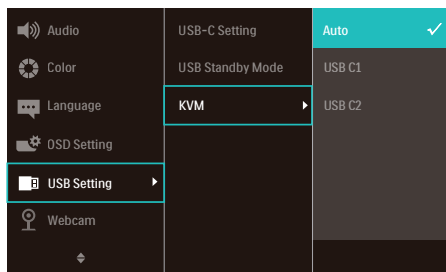 Audio
Color
Language
OSD Setting
USB Setting
Webcam
USB-C Setting
USB Standby Mode
KVM
Auto
USB C1
USB C2